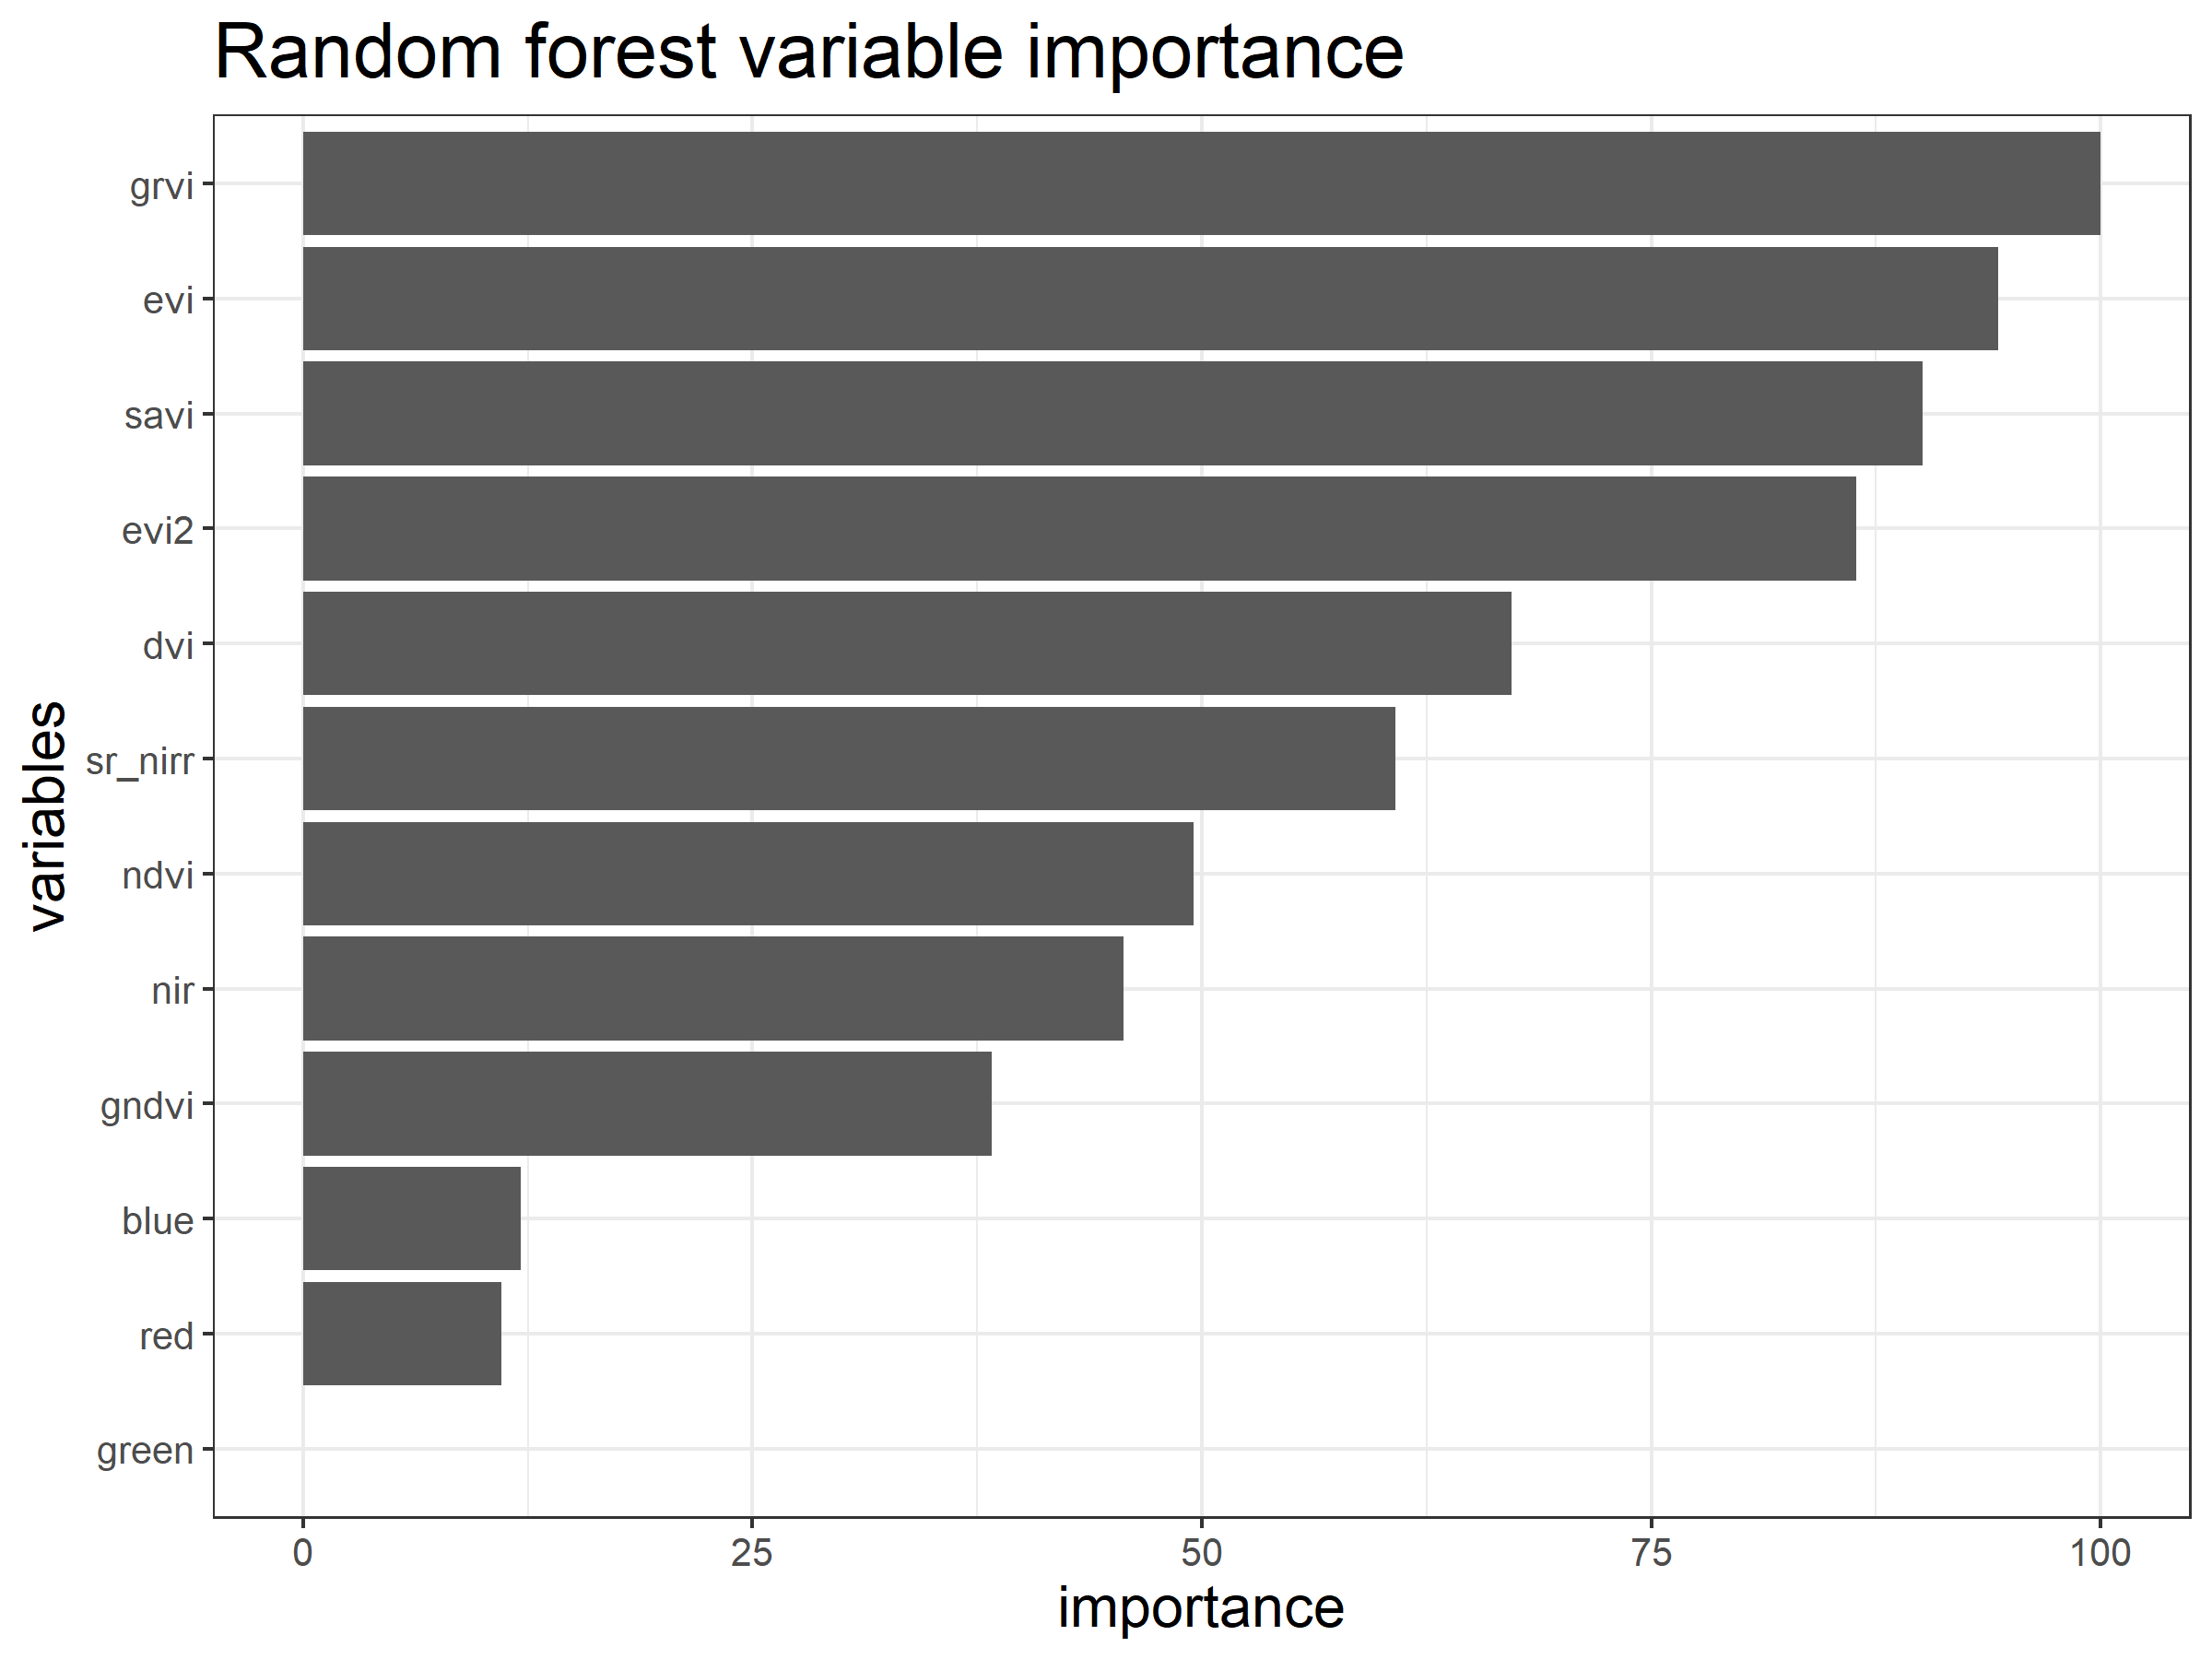 Random forest variable importance
variables
grvi
evi
savi
evi2
dvi
sr_nirr
ndvi
nir
gndvi
blue
red
green
0 25 50 75 100
importance